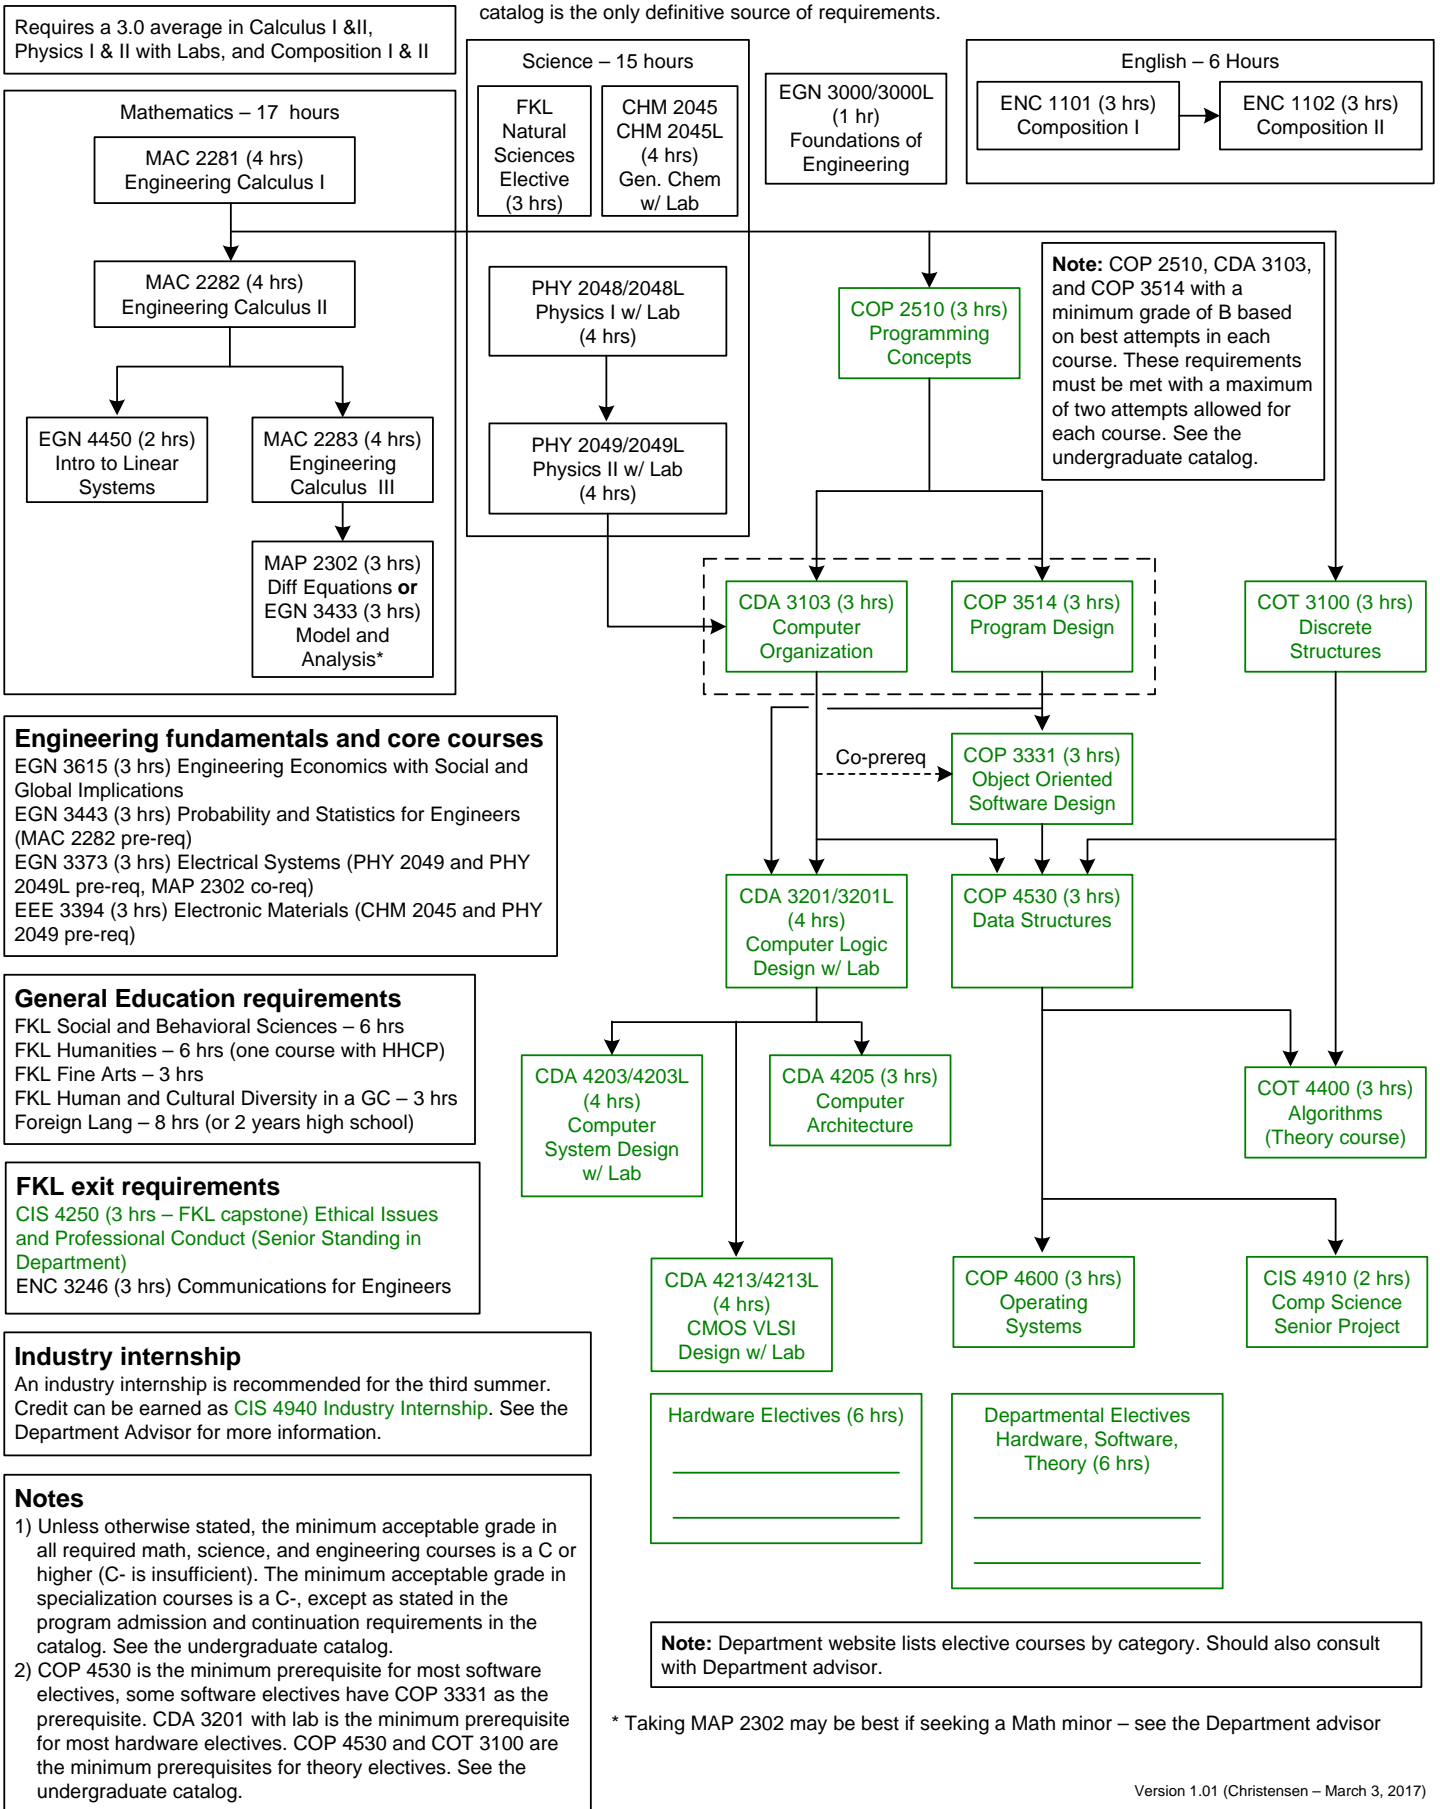 catalog is the only definitive source of requirements.
Requires a 3.0 average in Calculus I &II,
Physics I & II with Labs, and Composition I & II
Mathematics – 17 hours
MAC 2281 (4 hrs)
Engineering Calculus I
MAC 2282 (4 hrs)
Engineering Calculus II
EGN 4450 (2 hrs)
Intro to Linear
Systems
MAC 2283 (4 hrs)
Engineering
Calculus III
MAP 2302 (3 hrs)
Diff Equations or
EGN 3433 (3 hrs)
Model and
Analysis*
Science – 15 hours
FKL
Natural
Sciences
Elective
(3 hrs)
CHM 2045
CHM 2045L
(4 hrs)
Gen. Chem
w/ Lab
PHY 2048/2048L
Physics I w/ Lab
(4 hrs)
PHY 2049/2049L
Physics II w/ Lab
(4 hrs)
EGN 3000/3000L
(1 hr)
Foundations of
Engineering
English – 6 Hours
ENC 1101 (3 hrs)
Composition I
ENC 1102 (3 hrs)
Composition II
COP 2510 (3 hrs)
Programming
Concepts
Note: COP 2510, CDA 3103,
and COP 3514 with a
minimum grade of B based
on best attempts in each
course. These requirements
must be met with a maximum
of two attempts allowed for
each course. See the
undergraduate catalog.
CDA 3103 (3 hrs)
Computer
Organization
COP 3514 (3 hrs)
Program Design
COT 3100 (3 hrs)
Discrete
Structures
Co-prereq
COP 3331 (3 hrs)
Object Oriented
Software Design
CDA 3201/3201L
(4 hrs)
Computer Logic
Design w/ Lab
COP 4530 (3 hrs)
Data Structures
CDA 4203/4203L
(4 hrs)
Computer
System Design
w/ Lab
CDA 4205 (3 hrs)
Computer
Architecture
COT 4400 (3 hrs)
Algorithms
(Theory course)
CDA 4213/4213L
(4 hrs)
CMOS VLSI
Design w/ Lab
COP 4600 (3 hrs)
Operating
Systems
CIS 4910 (2 hrs)
Comp Science
Senior Project
Hardware Electives (6 hrs)
Departmental Electives
Hardware, Software,
Theory (6 hrs)
Engineering fundamentals and core courses
EGN 3615 (3 hrs) Engineering Economics with Social and
Global Implications
EGN 3443 (3 hrs) Probability and Statistics for Engineers
(MAC 2282 pre-req)
EGN 3373 (3 hrs) Electrical Systems (PHY 2049 and PHY
2049L pre-req, MAP 2302 co-req)
EEE 3394 (3 hrs) Electronic Materials (CHM 2045 and PHY
2049 pre-req)
General Education requirements
FKL Social and Behavioral Sciences – 6 hrs
FKL Humanities – 6 hrs (one course with HHCP)
FKL Fine Arts – 3 hrs
FKL Human and Cultural Diversity in a GC – 3 hrs
Foreign Lang – 8 hrs (or 2 years high school)
FKL exit requirements
CIS 4250 (3 hrs – FKL capstone) Ethical Issues
and Professional Conduct (Senior Standing in
Department)
ENC 3246 (3 hrs) Communications for Engineers
Industry internship
An industry internship is recommended for the third summer.
Credit can be earned as CIS 4940 Industry Internship. See the
Department Advisor for more information.
Notes
1) Unless otherwise stated, the minimum acceptable grade in
all required math, science, and engineering courses is a C or
higher (C- is insufficient). The minimum acceptable grade in
specialization courses is a C-, except as stated in the
program admission and continuation requirements in the
catalog. See the undergraduate catalog.
2) COP 4530 is the minimum prerequisite for most software
electives, some software electives have COP 3331 as the
prerequisite. CDA 3201 with lab is the minimum prerequisite
for most hardware electives. COP 4530 and COT 3100 are
the minimum prerequisites for theory electives. See the
undergraduate catalog.
Note: Department website lists elective courses by category. Should also consult
with Department advisor.
* Taking MAP 2302 may be best if seeking a Math minor – see the Department advisor
Version 1.01 (Christensen – March 3, 2017)